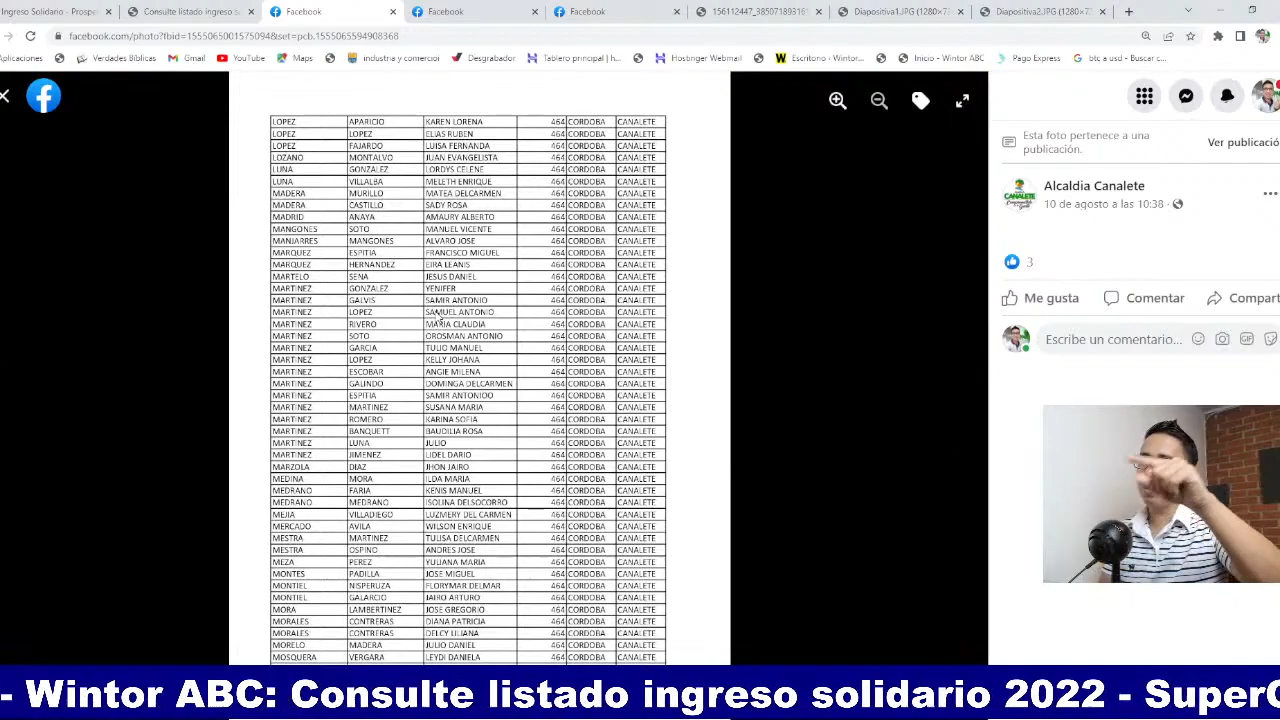 Ingreso Solidario - Prospe
Consulte listado ingreso s
Facebook
Facebook
Facebook
156112447_385071893161
Diapositiva1.JPG (1280×7
Diapositiva2.JPG (1280×7
facebook.com/photo?fbid=1555065001575094&set=pcb.1555065594908368
Aplicaciones
Verdades Bíblicas
Gmail
YouTube
Maps
industria y comercioi
Desgrabador
Tablero principal | h...
Hostinger Webmail
Escritorio ‹ Wintor...
Inicio - Wintor ABC
Pago Express
btc a usd - Buscar c...
LOPEZ APARICIO KAREN LORENA 464 CORDOBA CANALETE
LOPEZ LOPEZ ELIAS RUBEN 464 CORDOBA CANALETE
LOPEZ FAJARDO LUISA FERNANDA 464 CORDOBA CANALETE
LOZANO MONTALVO JUAN EVANGELISTA 464 CORDOBA CANALETE
LUNA GONZALEZ LORDYS CELENE 464 CORDOBA CANALETE
LUNA VILLALBA MELETH ENRIQUE 464 CORDOBA CANALETE
MADERA MURILLO MATEA DELCARMEN 464 CORDOBA CANALETE
MADERA CASTILLO SADY ROSA 464 CORDOBA CANALETE
MADRID ANAYA AMAURY ALBERTO 464 CORDOBA CANALETE
MANGONES SOTO MANUEL VICENTE 464 CORDOBA CANALETE
MANJARRES MANGONES ALVARO JOSE 464 CORDOBA CANALETE
MARQUEZ ESPITIA FRANCISCO MIGUEL 464 CORDOBA CANALETE
MARQUEZ HERNANDEZ EIRA LEANIS 464 CORDOBA CANALETE
MARTELO SENA JESUS DANIEL 464 CORDOBA CANALETE
MARTINEZ GONZALEZ YENIFER 464 CORDOBA CANALETE
MARTINEZ GALVIS SAMIR ANTONIO 464 CORDOBA CANALETE
MARTINEZ LOPEZ SAMUEL ANTONIO 464 CORDOBA CANALETE
MARTINEZ RIVERO MARIA CLAUDIA 464 CORDOBA CANALETE
MARTINEZ SOTO OROSMAN ANTONIO 464 CORDOBA CANALETE
MARTINEZ GARCIA TULIO MANUEL 464 CORDOBA CANALETE
MARTINEZ LOPEZ KELLY JOHANA 464 CORDOBA CANALETE
MARTINEZ ESCOBAR ANGIE MILENA 464 CORDOBA CANALETE
MARTINEZ GALINDO DOMINGA DELCARMEN 464 CORDOBA CANALETE
MARTINEZ ESPITIA SAMIR ANTONIOO 464 CORDOBA CANALETE
MARTINEZ MARTINEZ SUSANA MARIA 464 CORDOBA CANALETE
MARTINEZ ROMERO KARINA SOFIA 464 CORDOBA CANALETE
MARTINEZ BANQUETT BAUDILIA ROSA 464 CORDOBA CANALETE
MARTINEZ LUNA JULIO 464 CORDOBA CANALETE
MARTINEZ JIMENEZ LIDEL DARIO 464 CORDOBA CANALETE
MARZOLA DIAZ JHON JAIRO 464 CORDOBA CANALETE
MEDINA MORA ILDA MARIA 464 CORDOBA CANALETE
MEDRANO FARIA KENIS MANUEL 464 CORDOBA CANALETE
MEDRANO MEDRANO ISOLINA DELSOCORRO 464 CORDOBA CANALETE
MEJIA VILLADIEGO LUZMERY DEL CARMEN 464 CORDOBA CANALETE
MERCADO AVILA WILSON ENRIQUE 464 CORDOBA CANALETE
MESTRA MARTINEZ TULISA DELCARMEN 464 CORDOBA CANALETE
MESTRA OSPINO ANDRES JOSE 464 CORDOBA CANALETE
MEZA PEREZ YULIANA MARIA 464 CORDOBA CANALETE
MONTES PADILLA JOSE MIGUEL 464 CORDOBA CANALETE
MONTIEL NISPERUZA FLORYMAR DELMAR 464 CORDOBA CANALETE
MONTIEL GALARCIO JAIRO ARTURO 464 CORDOBA CANALETE
MORA LAMBERTINEZ JOSE GREGORIO 464 CORDOBA CANALETE
MORALES CONTRERAS DIANA PATRICIA 464 CORDOBA CANALETE
MORALES CONTRERAS DELCY LILIANA 464 CORDOBA CANALETE
MORELO MADERA JULIO DANIEL 464 CORDOBA CANALETE
MOSQUERA VERGARA LEYDI DANIELA 464 CORDOBA CANALETE
Esta foto pertenece a una
publicación.
Ver publicació
Alcaldia Canalete
10 de agosto a las 10:38
3
Me gusta
Comentar
Compart
Escribe un comentario...
- Wintor ABC: Consulte listado ingreso solidario 2022 - SuperC